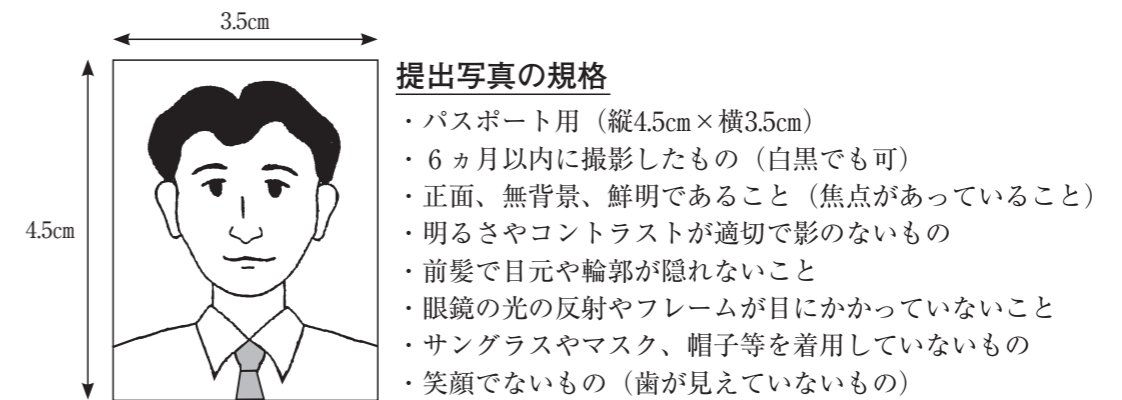 3.5cm
4.5cm
提出写真の規格
・パスポート用（縦4.5cm×横3.5cm）
・６ヵ月以内に撮影したもの（白黒でも可）
・正面、無背景、鮮明であること（焦点があっていること）
・明るさやコントラストが適切で影のないもの
・前髪で目元や輪郭が隠れないこと
・眼鏡の光の反射やフレームが目にかかっていないこと
・サングラスやマスク、帽子等を着用していないもの
・笑顔でないもの（歯が見えていないもの）